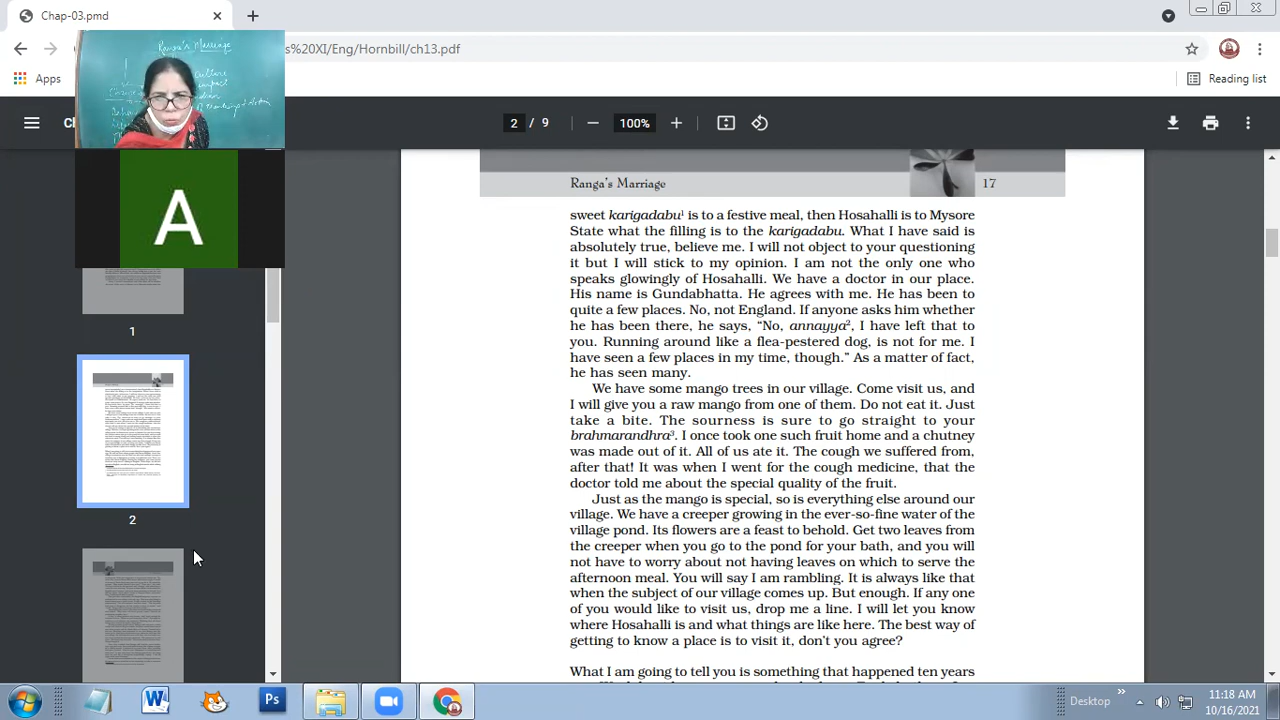 Chap-03.pmd
s%20XI/Eng/Hornbill/ch13.pdf
Apps
Reading list
Ranga's Marriage
Culture
A
2 / 9
100%
1
2
Ranga's Marriage 17
sweet karigadabu1 is to a festive meal, then Hosahalli is to Mysore
State what the filling is to the karigadabu. What I have said is
absolutely true, believe me. I will not object to your questioning
it but I will stick to my opinion. I am not the only one who
speaks glowingly of Hosahalli. We have a doctor in our place.
His name is Gundabhatta. He agrees with me. He has been to
quite a few places. No, not England. If anyone asks him whether
he has been there, he says, “No, annayya2, I have left that to
you. Running around like a flea-pestered dog, is not for me. I
have seen a few places in my time, though.” As a matter of fact,
he has seen many.
We have some mango trees in our village. Come visit us, and
I will give you a raw mango from one of them. Do not eat it. Just
take a bite. The sourness is sure to go straight to your
brahmarandhra3. I once took one such fruit home and a chutney
was made out of it. All of us ate it. The cough we suffered from,
after that! It was when I went for the cough medicine, that the
doctor told me about the special quality of the fruit.
Just as the mango is special, so is everything else around our
village. We have a creeper growing in the ever-so-fine water of the
village pond. Its flowers are a feast to behold. Get two leaves from
the creeper when you go to the pond for your bath, and you will
not have to worry about not having leaves on which to serve the
afternoon meal. You will say I am rambling. It is always like that
when the subject of our village comes up. But enough. If any one
of you would like to visit us, drop me a line. I will let you know
where Hosahalli is and what things are like here. The best way of
getting to know a place is to visit it, don't you agree?
What I am going to tell you is something that happened ten years
Desktop
11:18 AM
10/16/2021